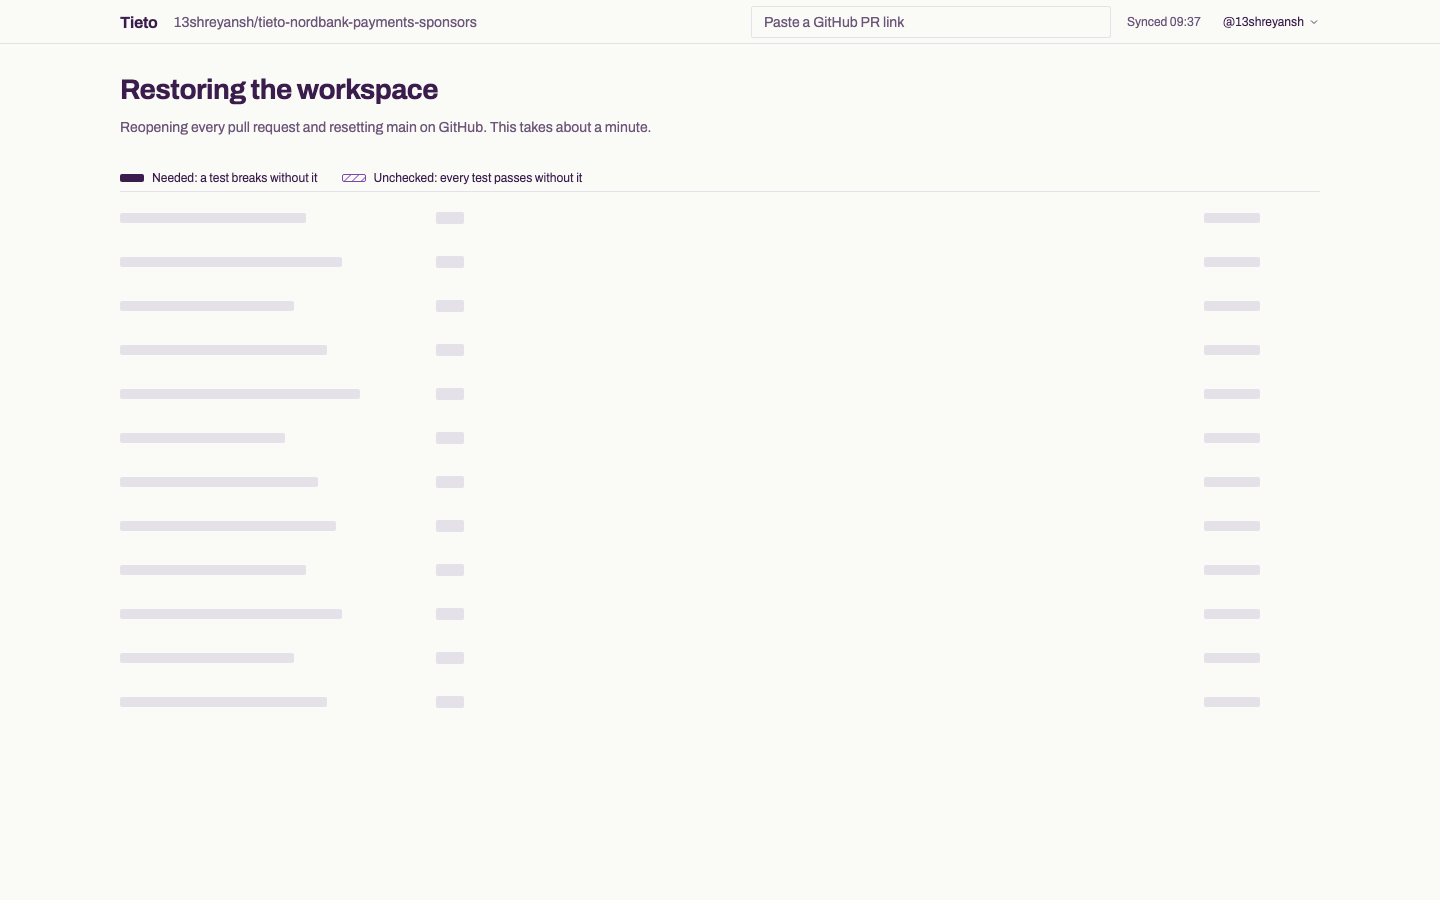 Tieto
13shreyansh/tieto-nordbank-payments-sponsors
Paste a GitHub PR link
Synced 09:37
@13shreyansh
Restoring the workspace
Reopening every pull request and resetting main on GitHub. This takes about a minute.
Needed: a test breaks without it
Unchecked: every test passes without it